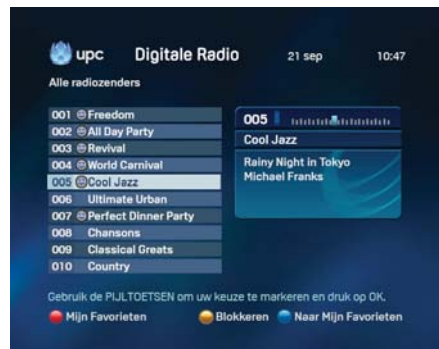 upc Digitale Radio 21 sep 10:47
Alle radiozenders
001 Freedom
002 All Day Party
003 Revival
004 World Carnival
005 Cool Jazz
006 Ultimate Urban
007 Perfect Dinner Party
008 Chansons
009 Classical Greats
010 Country
005
Cool Jazz
Rainy Night in Tokyo
Michael Franks
Gebruik de PIJLTOETSEN om uw keuze te markeren en druk op OK.
Mijn Favorieten Blokkeren Naar Mijn Favorieten